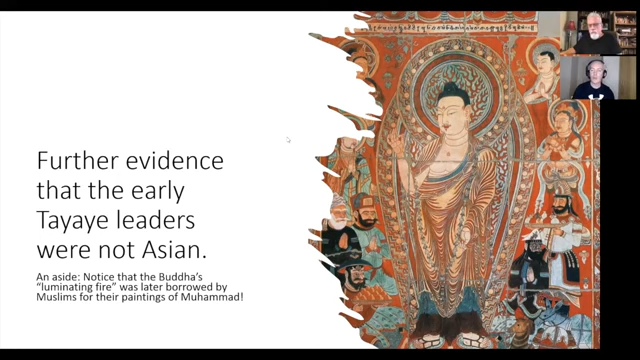 Further evidence
that the early
Tayaye leaders
were not Asian.
An aside: Notice that the Buddha's
"luminating fire" was later borrowed by
Muslims for their paintings of Muhammad!